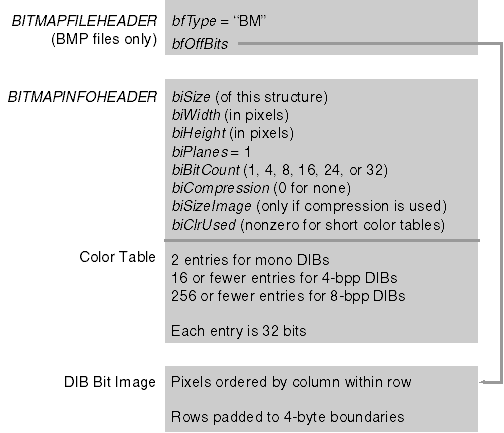 BITMAPFILEHEADER
(BMP files only)
bfType = “BM”
bfOffBits
BITMAPINFOHEADER
biSize (of this structure)
biWidth (in pixels)
biHeight (in pixels)
biPlanes = 1
biBitCount (1, 4, 8, 16, 24, or 32)
biCompression (0 for none)
biSizeImage (only if compression is used)
biClrUsed (nonzero for short color tables)
Color Table
2 entries for mono DIBs
16 or fewer entries for 4-bpp DIBs
256 or fewer entries for 8-bpp DIBs
Each entry is 32 bits
DIB Bit Image
Pixels ordered by column within row
Rows padded to 4-byte boundaries